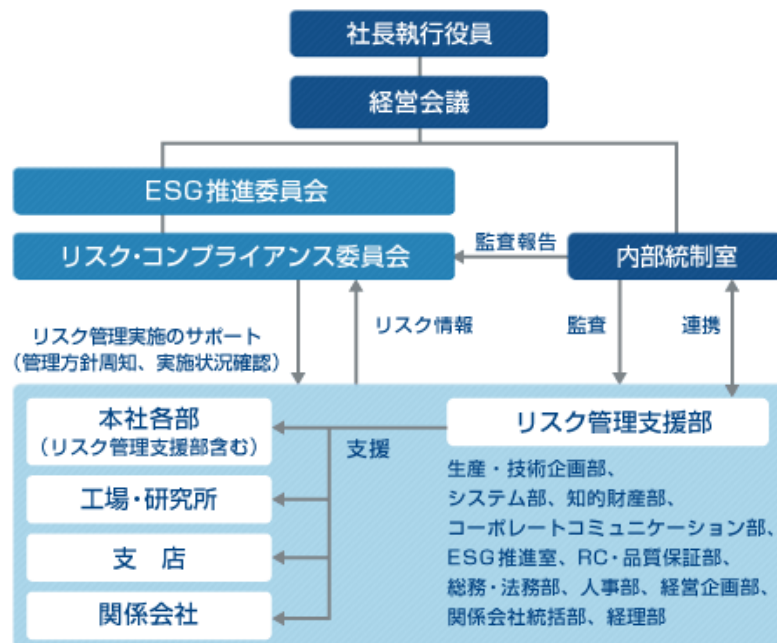 社長執行役員
経営会議
ESG推進委員会
リスク・コンプライアンス委員会
監査報告
内部統制室
リスク管理実施のサポート
（管理方針周知、実施状況確認）
リスク情報
監査
連携
本社各部
（リスク管理支援部含む）
工場・研究所
支 店
関係会社
支援
リスク管理支援部
生産・技術企画部、
システム部、知的財産部、
コーポレートコミュニケーション部、
ESG推進室、RC・品質保証部、
総務・法務部、人事部、経営企画部、
関係会社統括部、経理部